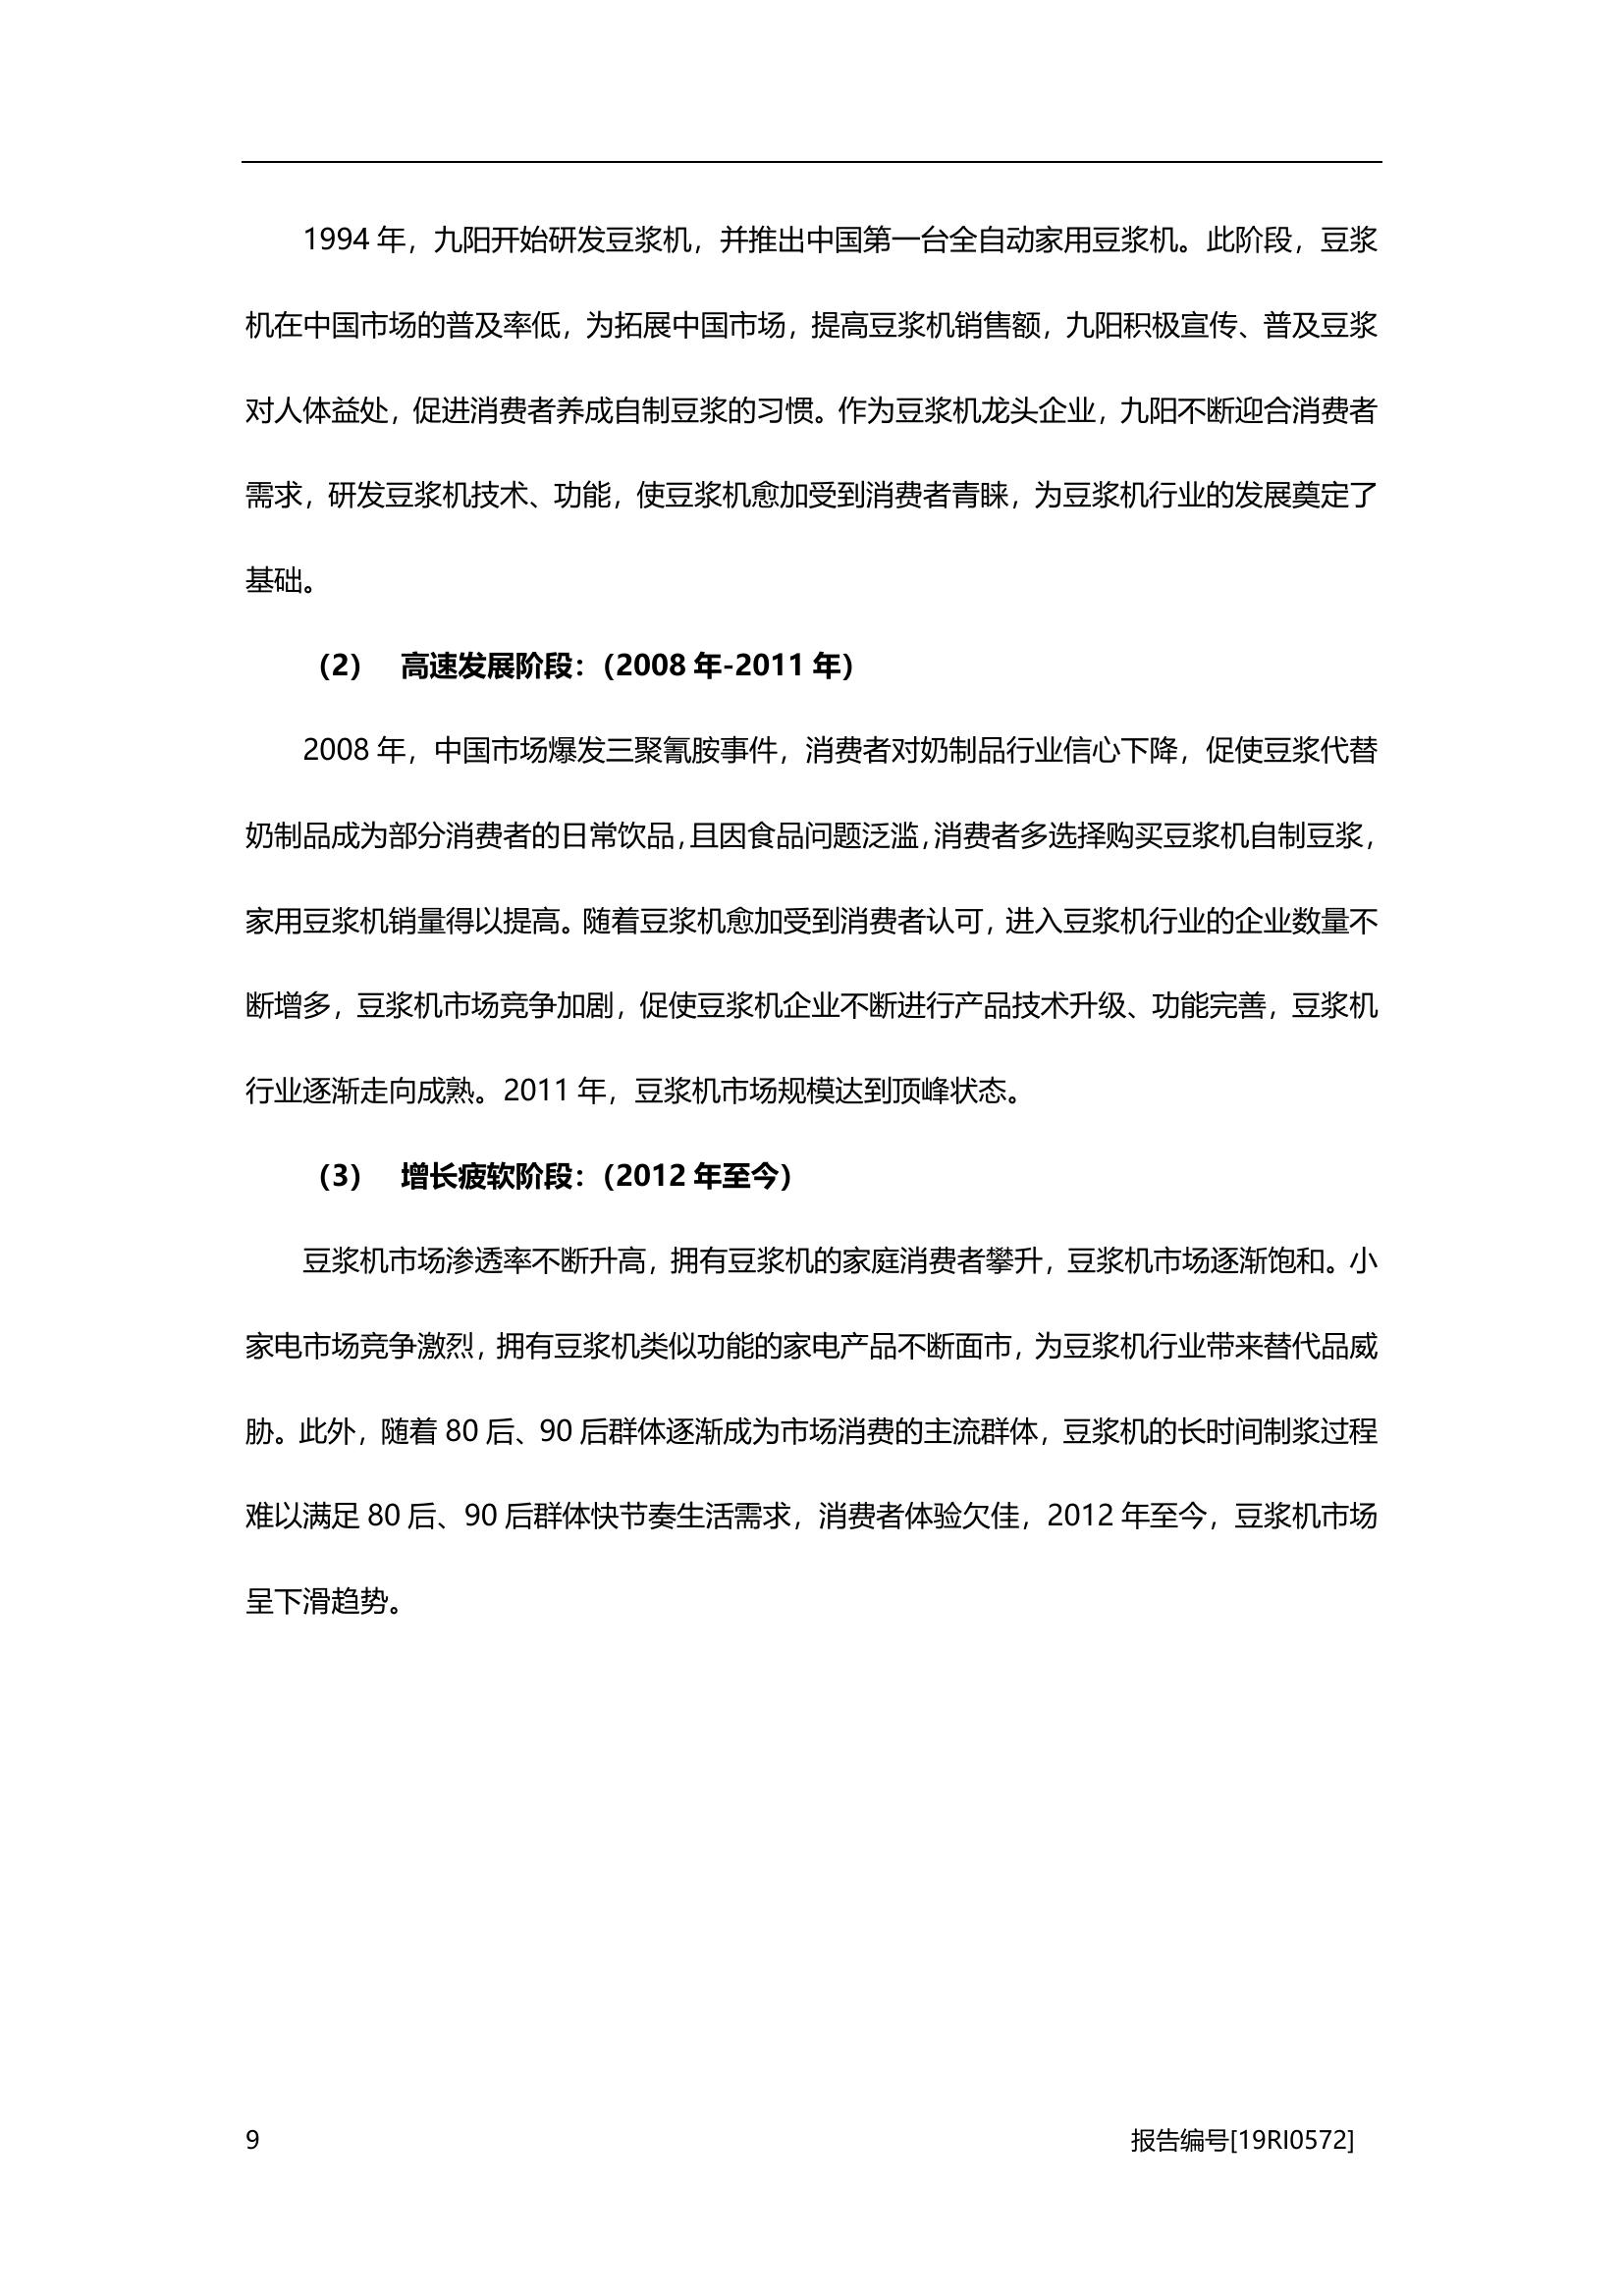 1994 年，九阳开始研发豆浆机，并推出中国第一台全自动家用豆浆机。此阶段，豆浆
机在中国市场的普及率低，为拓展中国市场，提高豆浆机销售额，九阳积极宣传、普及豆浆
对人体益处，促进消费者养成自制豆浆的习惯。作为豆浆机龙头企业，九阳不断迎合消费者
需求，研发豆浆机技术、功能，使豆浆机愈加受到消费者青睐，为豆浆机行业的发展奠定了
基础。
（2） 高速发展阶段：（2008 年-2011 年）
2008 年，中国市场爆发三聚氰胺事件，消费者对奶制品行业信心下降，促使豆浆代替
奶制品成为部分消费者的日常饮品，且因食品问题泛滥，消费者多选择购买豆浆机自制豆浆，
家用豆浆机销量得以提高。随着豆浆机愈加受到消费者认可，进入豆浆机行业的企业数量不
断增多，豆浆机市场竞争加剧，促使豆浆机企业不断进行产品技术升级、功能完善，豆浆机
行业逐渐走向成熟。2011 年，豆浆机市场规模达到顶峰状态。
（3） 增长疲软阶段：（2012 年至今）
豆浆机市场渗透率不断升高，拥有豆浆机的家庭消费者攀升，豆浆机市场逐渐饱和。小
家电市场竞争激烈，拥有豆浆机类似功能的家电产品不断面市，为豆浆机行业带来替代品威
胁。此外，随着 80 后、90 后群体逐渐成为市场消费的主流群体，豆浆机的长时间制浆过程
难以满足 80 后、90 后群体快节奏生活需求，消费者体验欠佳，2012 年至今，豆浆机市场
呈下滑趋势。
9 报告编号[19RI0572]